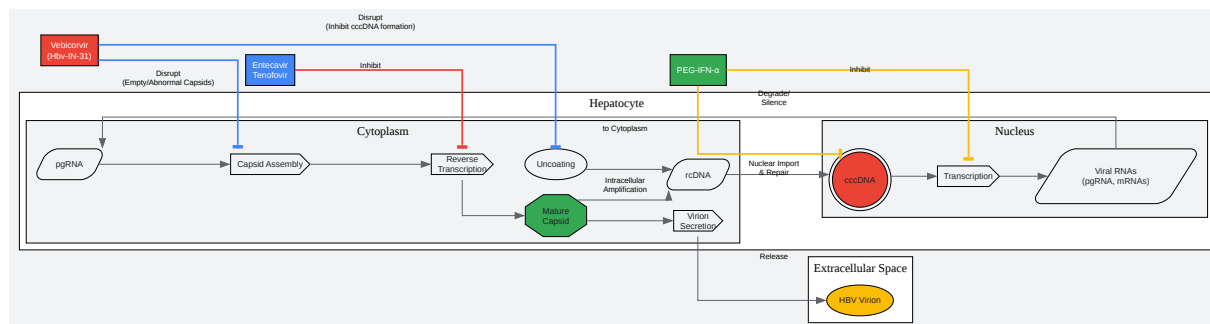 Disrupt
(Inhibit cccDNA formation)
Vebicorvir
(Hbv-IN-31)
Disrupt
(Empty/Abnormal Capsids)
Entecavir
Tenofovir
Inhibit
PEG-IFN-α
Inhibit
Degrade/
Silence
Hepatocyte
Cytoplasm
to Cytoplasm
Nucleus
pgRNA
Capsid Assembly
Reverse
Transcription
Uncoating
rcDNA
Nuclear Import
& Repair
cccDNA
Transcription
Viral RNAs
(pgRNA, mRNAs)
Intracellular
Amplification
Mature
Capsid
Virion
Secretion
Release
Extracellular Space
HBV Virion